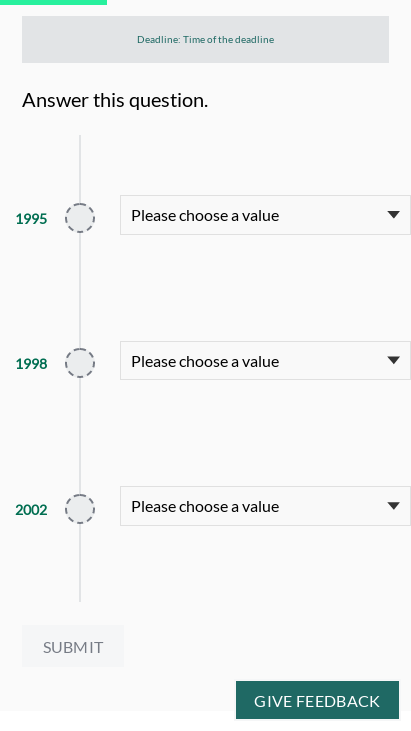 Deadline: Time of the deadline
Answer this question.
1995
Please choose a value
1998
Please choose a value
2002
Please choose a value
SUBMIT
GIVE FEEDBACK